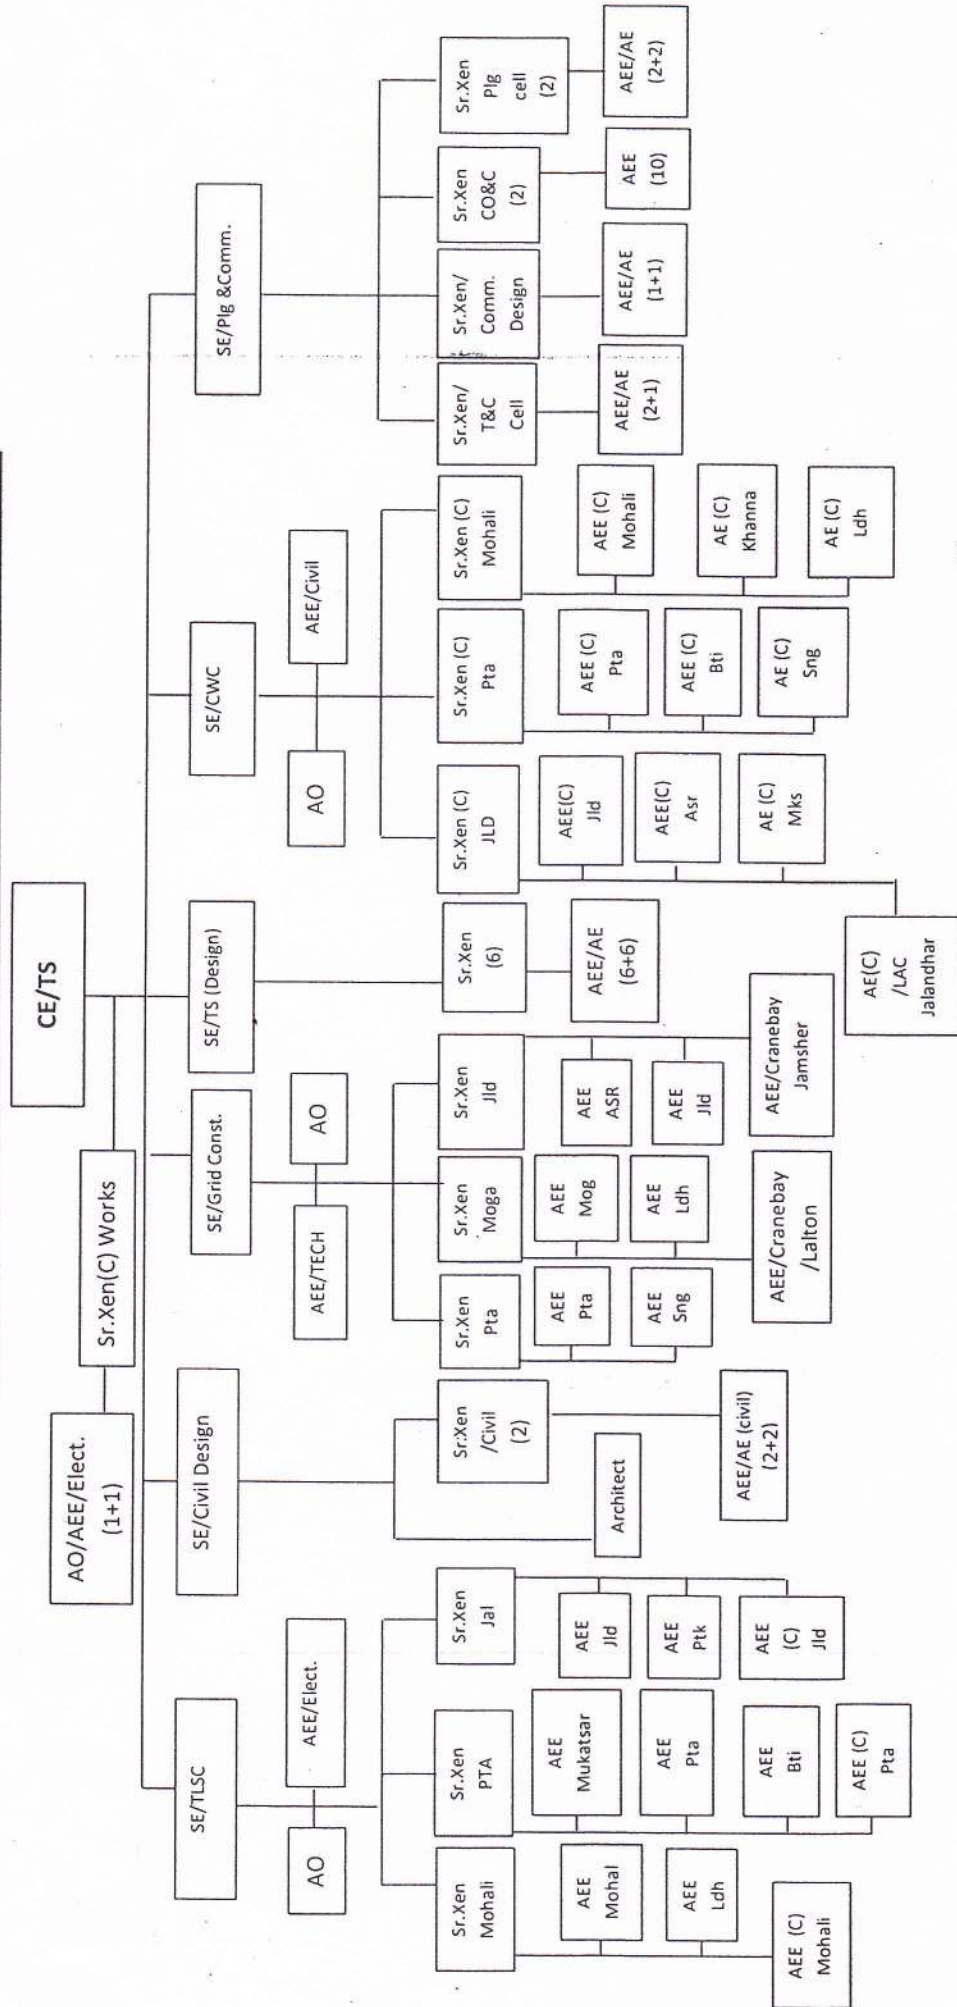 CE/TS
AO/AEE/Elect.
(1+1)
Sr.Xen(C) Works
SE/TLSC
SE/Civil Design
SE/Grid Const.
SE/TS (Design)
SE/CWC
SE/Plg &Comm.
AO
AEE/Elect.
AEE/TECH
AO
AO
AEE/Civil
Sr.Xen
Mohali
Sr.Xen
PTA
Sr.Xen
Jal
Sr.Xen
/Civil
(2)
Sr.Xen
Pta
Sr.Xen
Moga
Sr.Xen
Jld
Sr.Xen
(6)
Sr.Xen (C)
JLD
Sr.Xen (C)
Pta
Sr.Xen (C)
Mohali
Sr.Xen/
T&C
Cell
Sr.Xen/
Comm.
Design
Sr.Xen
CO&C
(2)
Sr.Xen
Plg
cell
(2)
AEE
Mohal
AEE
Ldh
AEE (C)
Mohali
AEE
Mukatsar
AEE
Pta
AEE
Bti
AEE (C)
Pta
AEE
Jld
AEE
Ptk
AEE
(C)
Jld
Architect
AEE/AE (civil)
(2+2)
AEE
Pta
AEE
Sng
AEE
Mog
AEE
Ldh
AEE/Cranebay
/Lalton
AEE
ASR
AEE
Jld
AEE/Cranebay
Jamsher
AEE/AE
(6+6)
AEE(C)
Jld
AEE(C)
Asr
AE (C)
Mks
AE(C)
/LAC
Jalandhar
AEE (C)
Pta
AEE (C)
Bti
AE (C)
Sng
AEE (C)
Mohali
AE (C)
Khanna
AE (C)
Ldh
AEE/AE
(2+1)
AEE/AE
(1+1)
AEE
(10)
AEE/AE
(2+2)